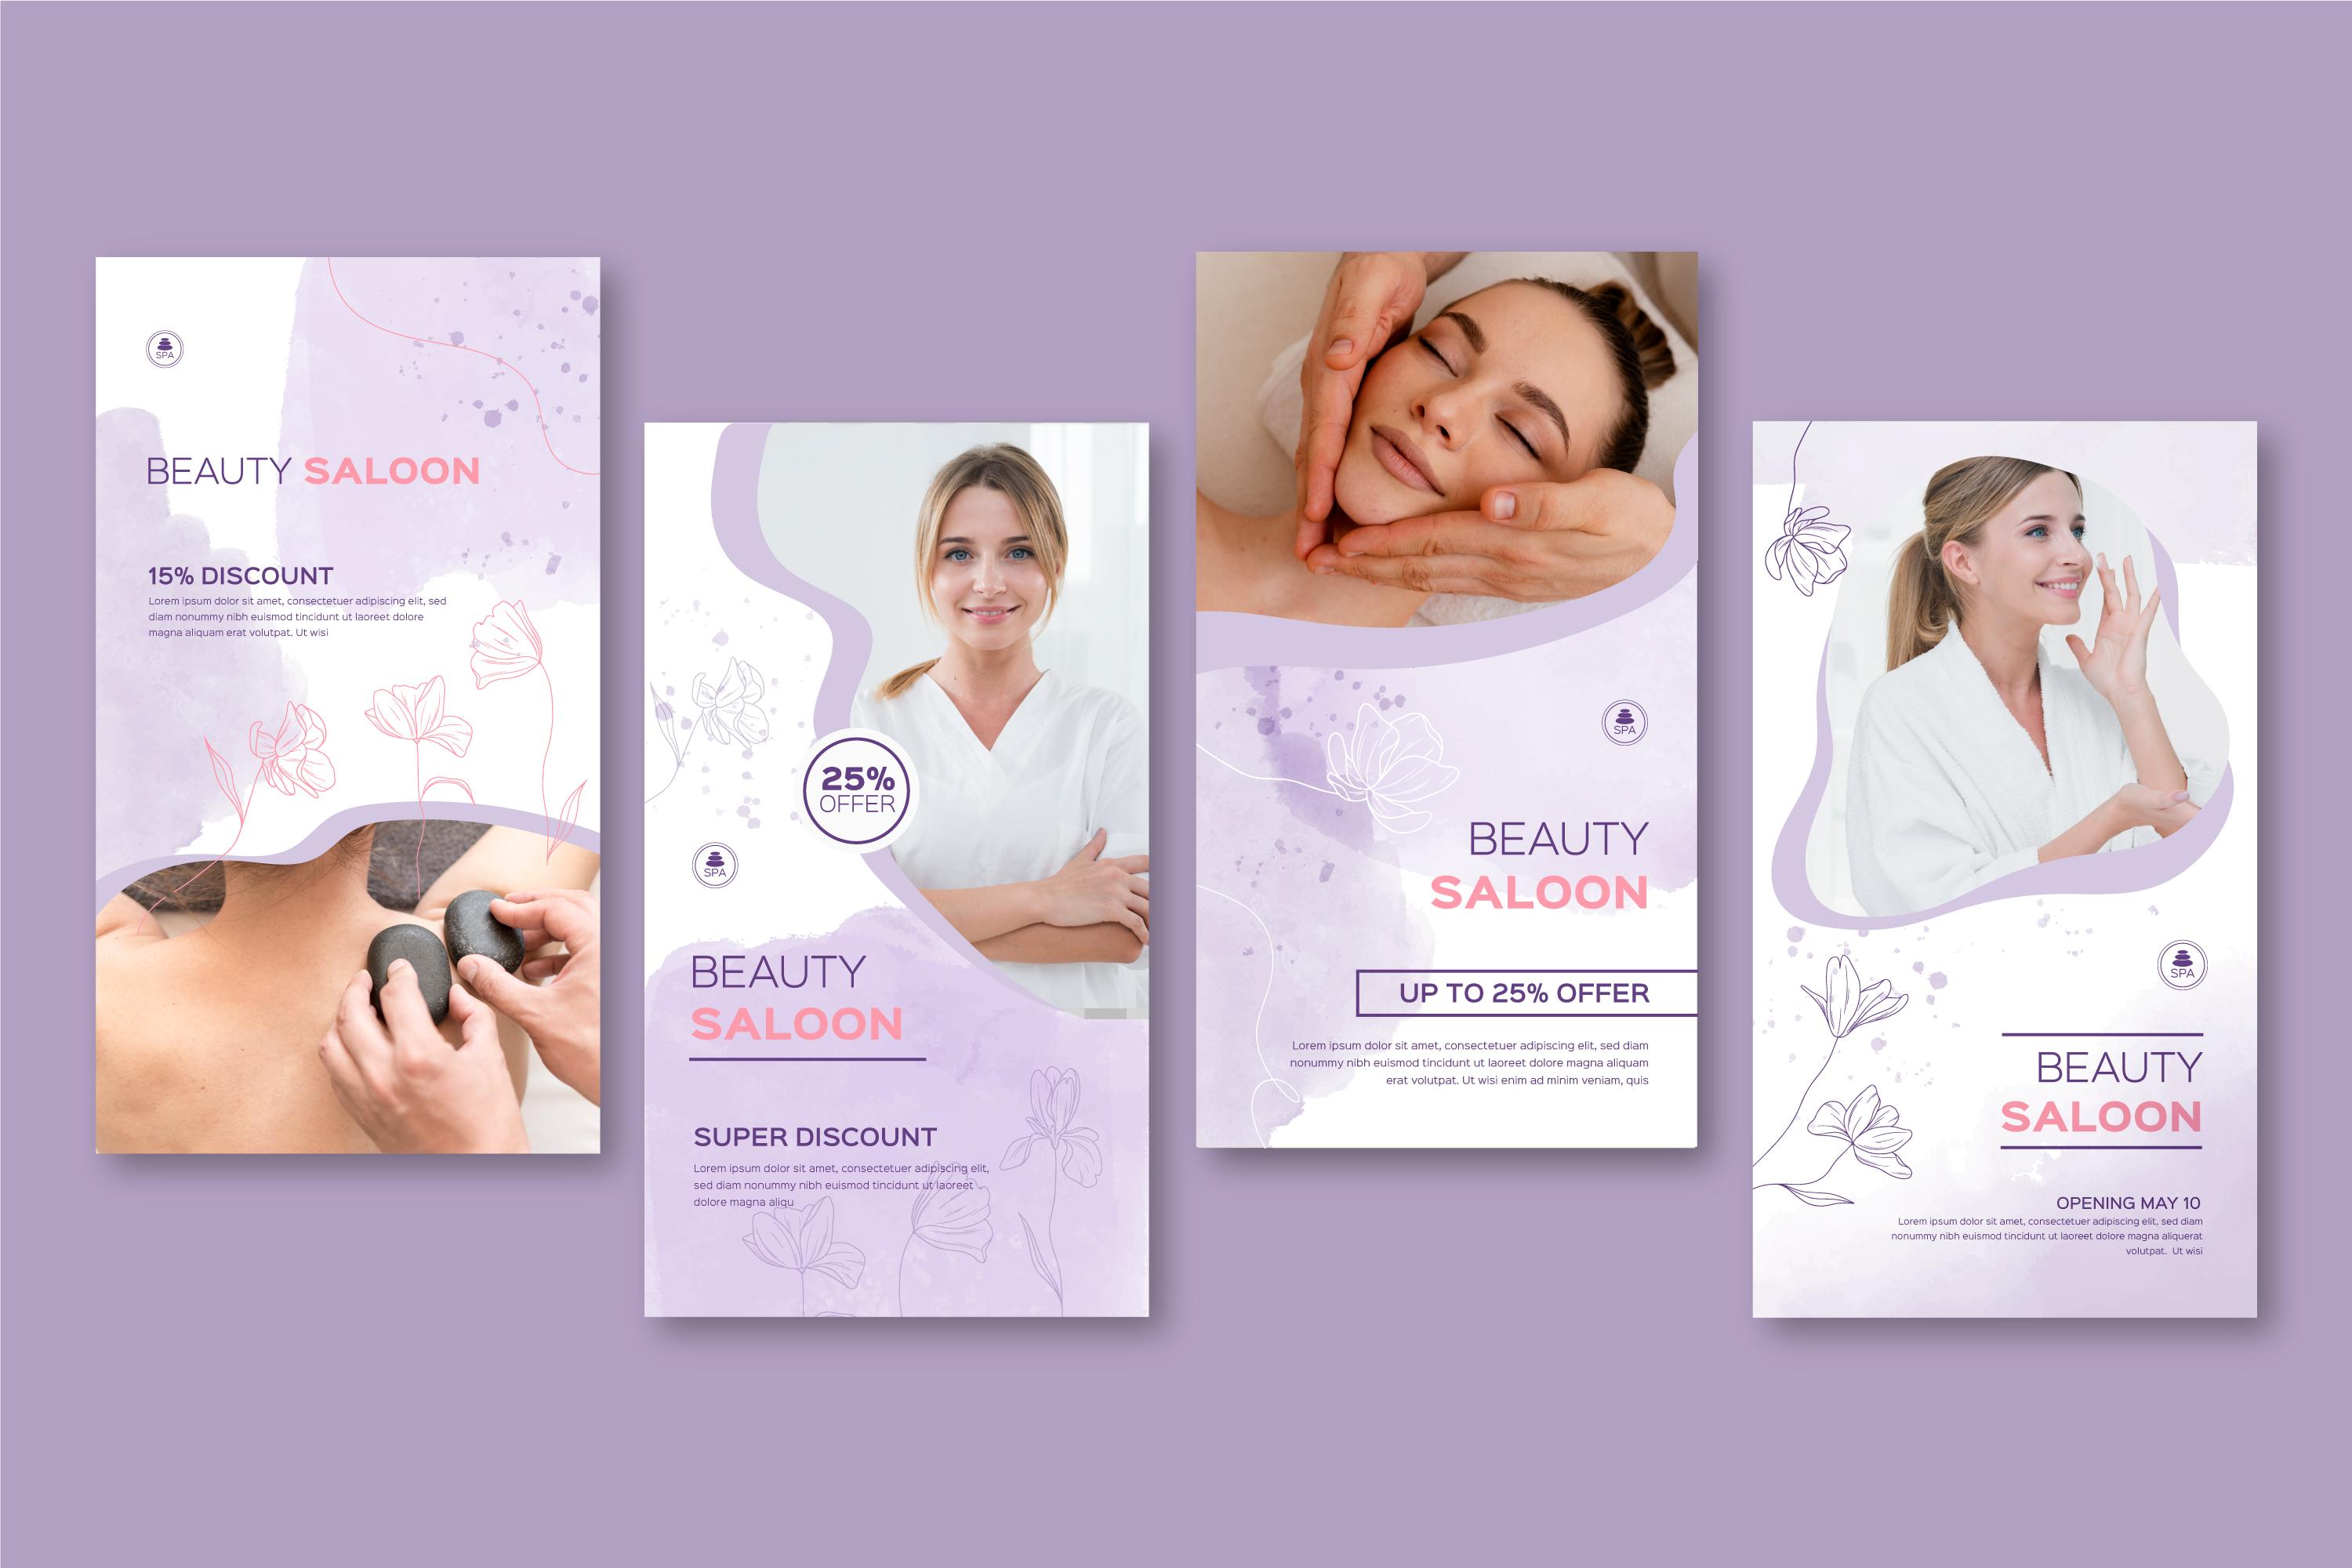 SPA
BEAUTY SALOON
15% DISCOUNT
Lorem ipsum dolor sit amet, consectetuer adipiscing elit, sed
diam nonummy nibh euismod tincidunt ut laoreet dolore
magna aliquam erat volutpat. Ut wisi
25%
OFFER
SPA
BEAUTY
SALOON
SUPER DISCOUNT
Lorem ipsum dolor sit amet, consectetuer adipiscing elit,
sed diam nonummy nibh euismod tincidunt ut laoreet
dolore magna aliqu
SPA
BEAUTY
SALOON
UP TO 25% OFFER
Lorem ipsum dolor sit amet, consectetuer adipiscing elit, sed diam
nonummy nibh euismod tincidunt ut laoreet dolore magna aliquam
erat volutpat. Ut wisi enim ad minim veniam, quis
SPA
BEAUTY
SALOON
OPENING MAY 10
Lorem ipsum dolor sit amet, consectetuer adipiscing elit, sed diam
nonummy nibh euismod tincidunt ut laoreet dolore magna aliquerat
volutpat. Ut wisi